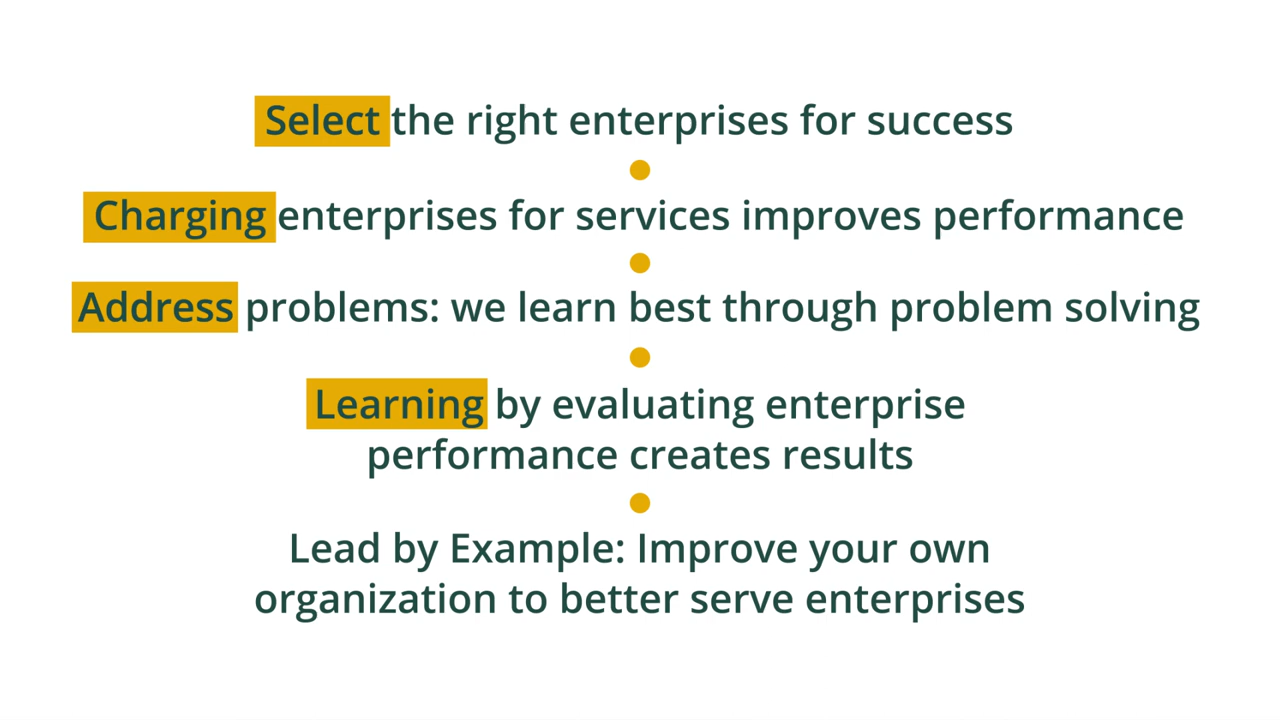 Select the right enterprises for success
Charging enterprises for services improves performance
Address problems: we learn best through problem solving
Learning by evaluating enterprise
performance creates results
Lead by Example: Improve your own
organization to better serve enterprises